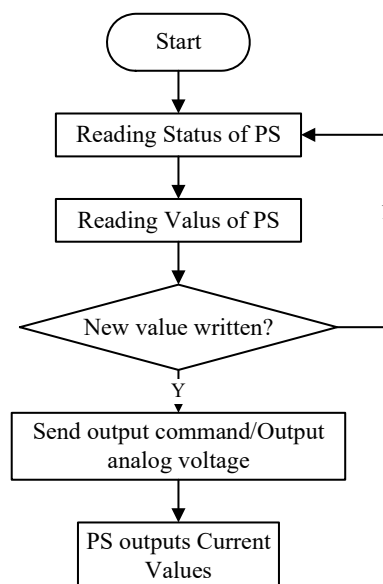 Start
Reading Status of PS
Reading Valus of PS
New value written?
Y
Send output command/Output
analog voltage
PS outputs Current
Values